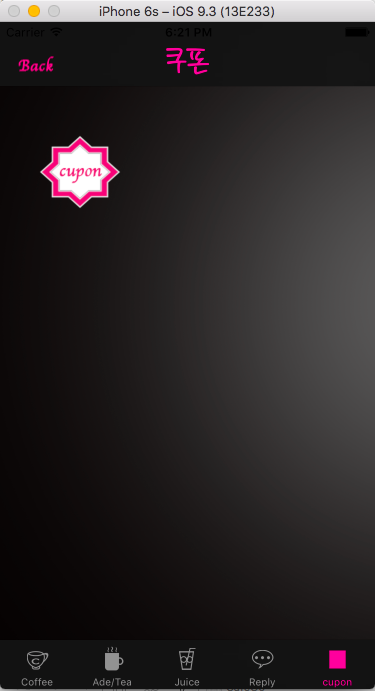 iPhone 6s – iOS 9.3 (13E233)
Carrier 6:21 PM
Back 쿠폰
cupon
Coffee Ade/Tea Juice Reply cupon